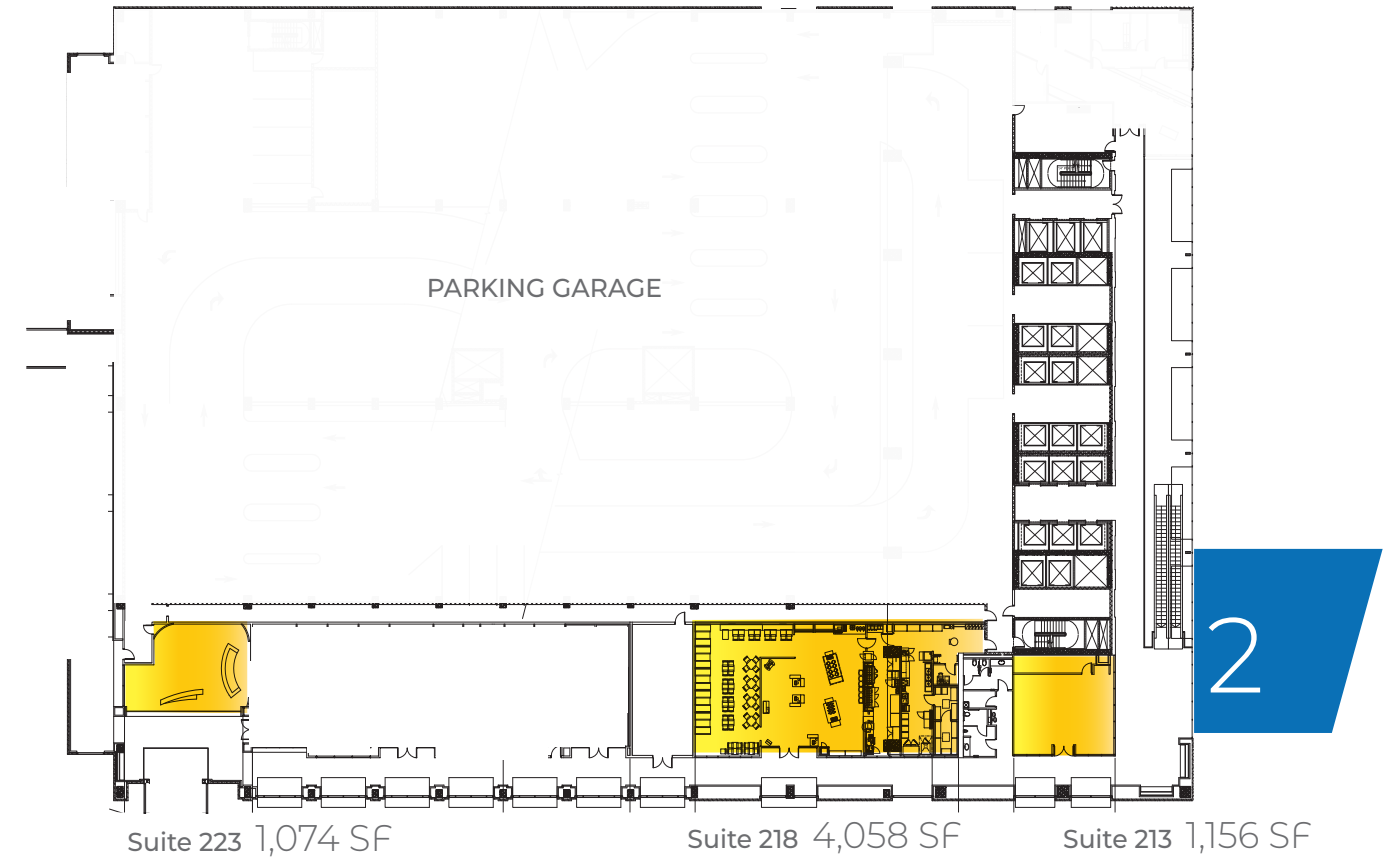 PARKING GARAGE
2
Suite 223 1,074 SF
Suite 218 4,058 SF
Suite 213 1,156 SF